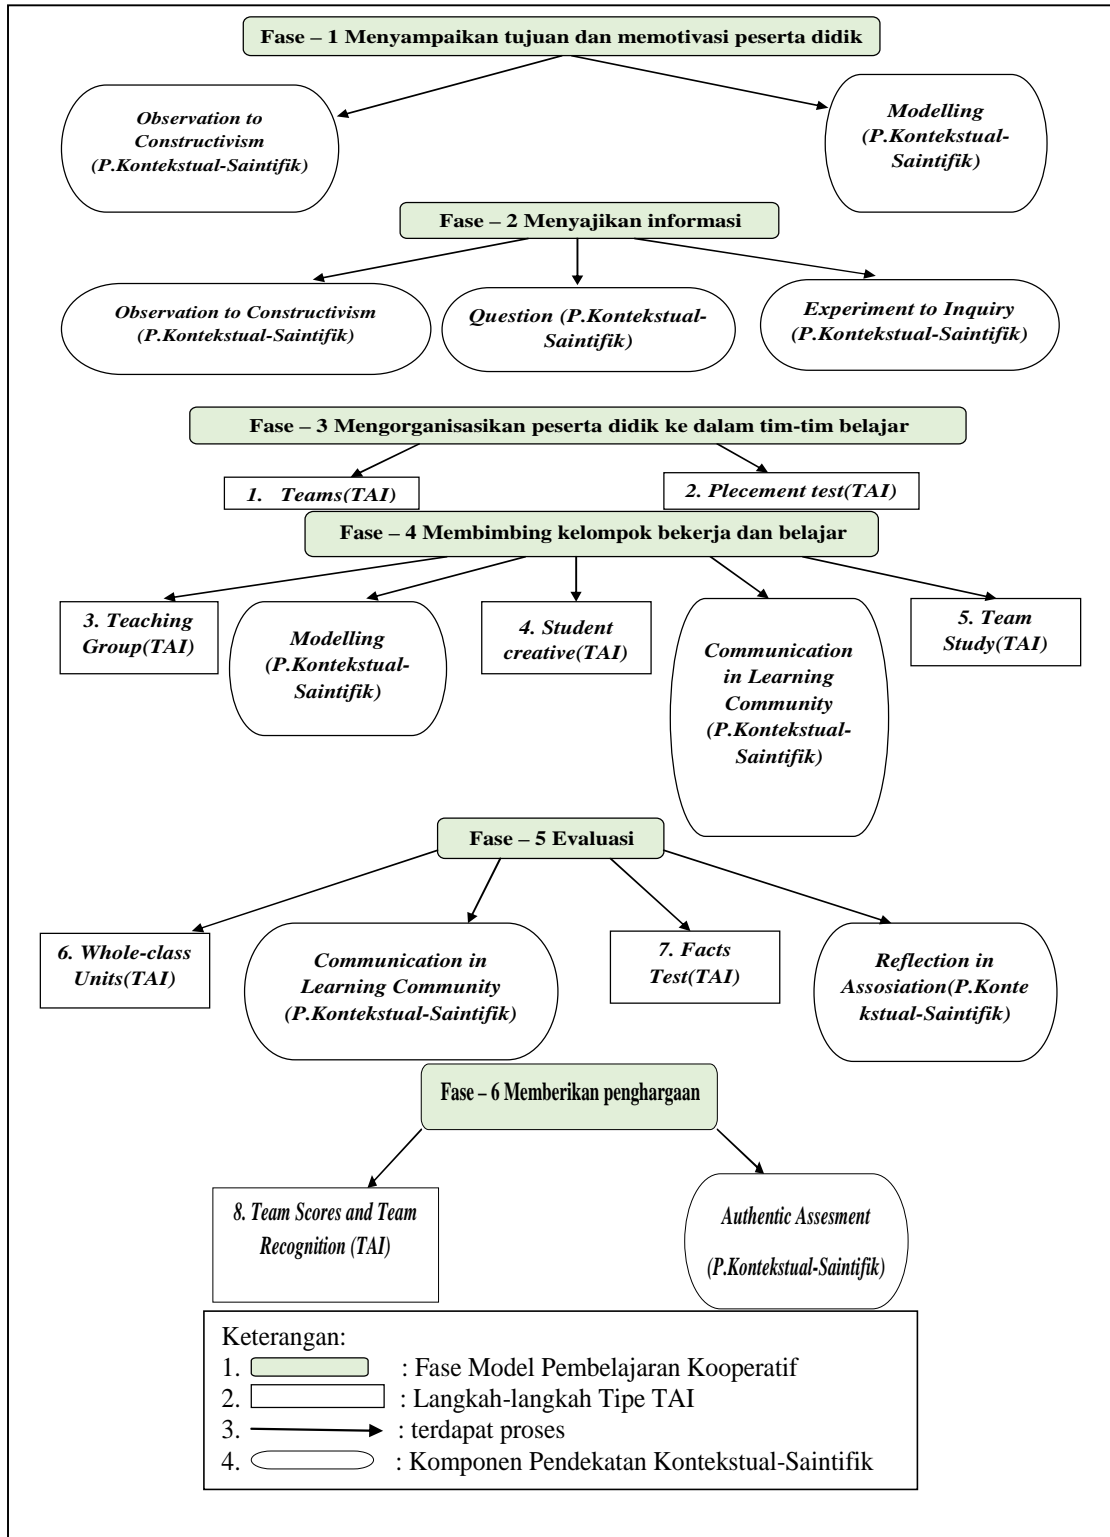 Fase – 1 Menyampaikan tujuan dan memotivasi peserta didik
Observation to
Constructivism
(P.Kontekstual-Saintifik)
Modelling
(P.Kontekstual-
Saintifik)
Fase – 2 Menyajikan informasi
Observation to Constructivism
(P.Kontekstual-Saintifik)
Question (P.Kontekstual-
Saintifik)
Experiment to Inquiry
(P.Kontekstual-Saintifik)
Fase – 3 Mengorganisasikan peserta didik ke dalam tim-tim belajar
1. Teams(TAI)
2. Plecement test(TAI)
Fase – 4 Membimbing kelompok bekerja dan belajar
3. Teaching
Group(TAI)
Modelling
(P.Kontekstual-
Saintifik)
4. Student
creative(TAI)
Communication
in Learning
Community
(P.Kontekstual-
Saintifik)
5. Team
Study(TAI)
Fase – 5 Evaluasi
6. Whole-class
Units(TAI)
Communication in
Learning Community
(P.Kontekstual-Saintifik)
7. Facts
Test(TAI)
Reflection in
Assosiation(P.Konte
kstual-Saintifik)
Fase – 6 Memberikan penghargaan
8. Team Scores and Team
Recognition (TAI)
Authentic Assesment
(P.Kontekstual-Saintifik)
Keterangan:
1. : Fase Model Pembelajaran Kooperatif
2. : Langkah-langkah Tipe TAI
3. : terdapat proses
4. : Komponen Pendekatan Kontekstual-Saintifik